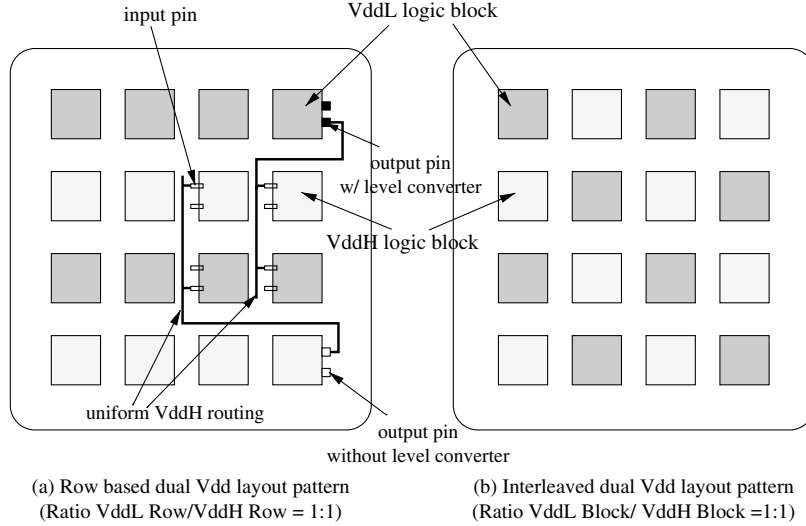 input pin
VddL logic block
output pin
w/ level converter
VddH logic block
uniform VddH routing
output pin
without level converter
(a) Row based dual Vdd layout pattern
(Ratio VddL Row/VddH Row = 1:1)
(b) Interleaved dual Vdd layout pattern
(Ratio VddL Block/ VddH Block =1:1)